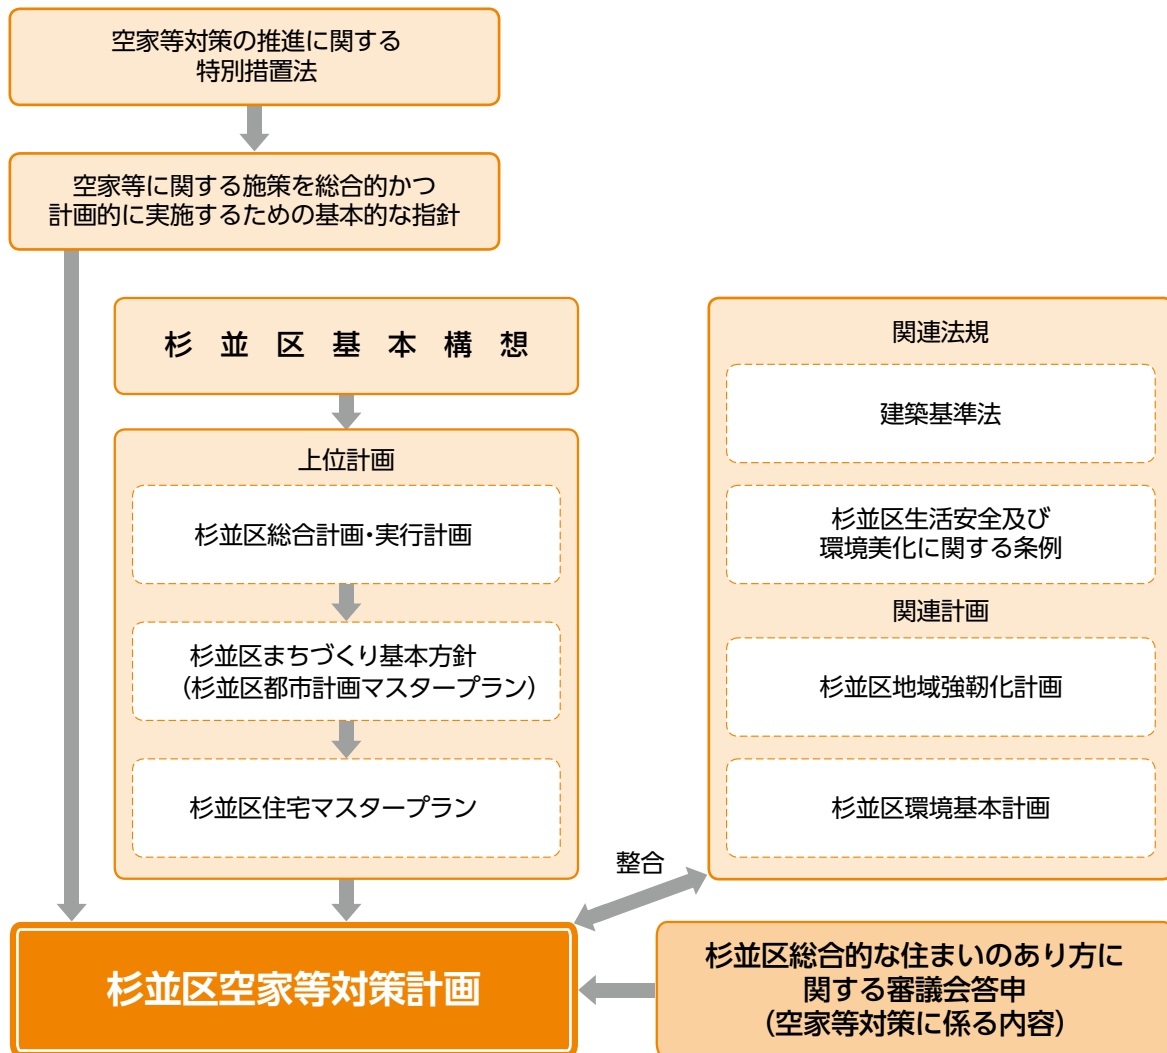 空家等対策の推進に関する
特別措置法
空家等に関する施策を総合的かつ
計画的に実施するための基本的な指針
杉並区基本構想
上位計画
杉並区総合計画・実行計画
杉並区まちづくり基本方針
（杉並区都市計画マスタープラン）
杉並区住宅マスタープラン
関連法規
建築基準法
杉並区生活安全及び
環境美化に関する条例
関連計画
杉並区地域強靭化計画
杉並区環境基本計画
整合
杉並区空家等対策計画
杉並区総合的な住まいのあり方に
関する審議会答申
（空家等対策に係る内容）